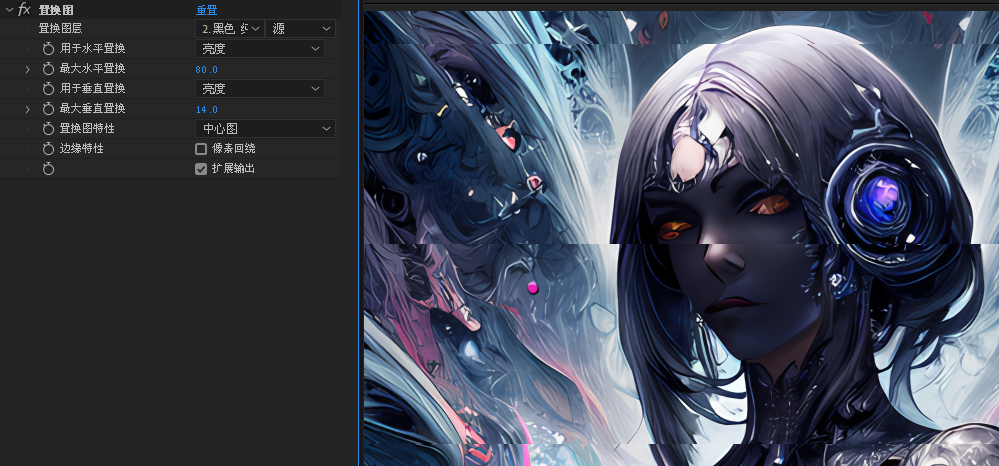 fx 置换图 重置
置换图层 2.黑色 源
用于水平置换 亮度
最大水平置换 80.0
用于垂直置换 亮度
最大垂直置换 14.0
置换图特性 中心图
边缘特性 像素回绕
扩展输出